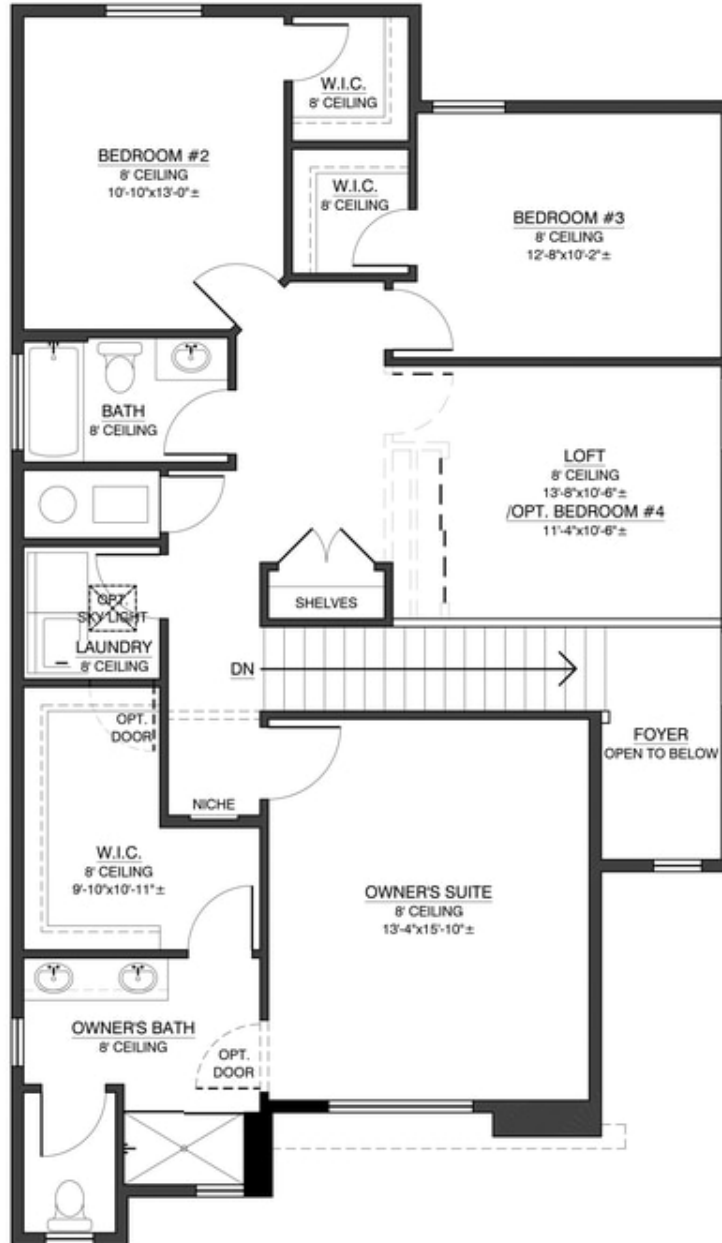 W.I.C.
8' CEILING
BEDROOM #2
8' CEILING
10'-10"x13'-0"±
W.I.C.
8' CEILING
BEDROOM #3
8' CEILING
12'-8"x10'-2"±
BATH
8' CEILING
LOFT
8' CEILING
13'-8"x10'-6"±
/OPT. BEDROOM #4
11'-4"x10'-6"±
OPT.
SKY LIGHT
LAUNDRY
8' CEILING
SHELVES
DN
OPT.
DOOR
FOYER
OPEN TO BELOW
NICHE
W.I.C.
8' CEILING
9'-10"x10'-11"±
OWNER'S SUITE
8' CEILING
13'-4"x15'-10"±
OWNER'S BATH
8' CEILING
OPT.
DOOR